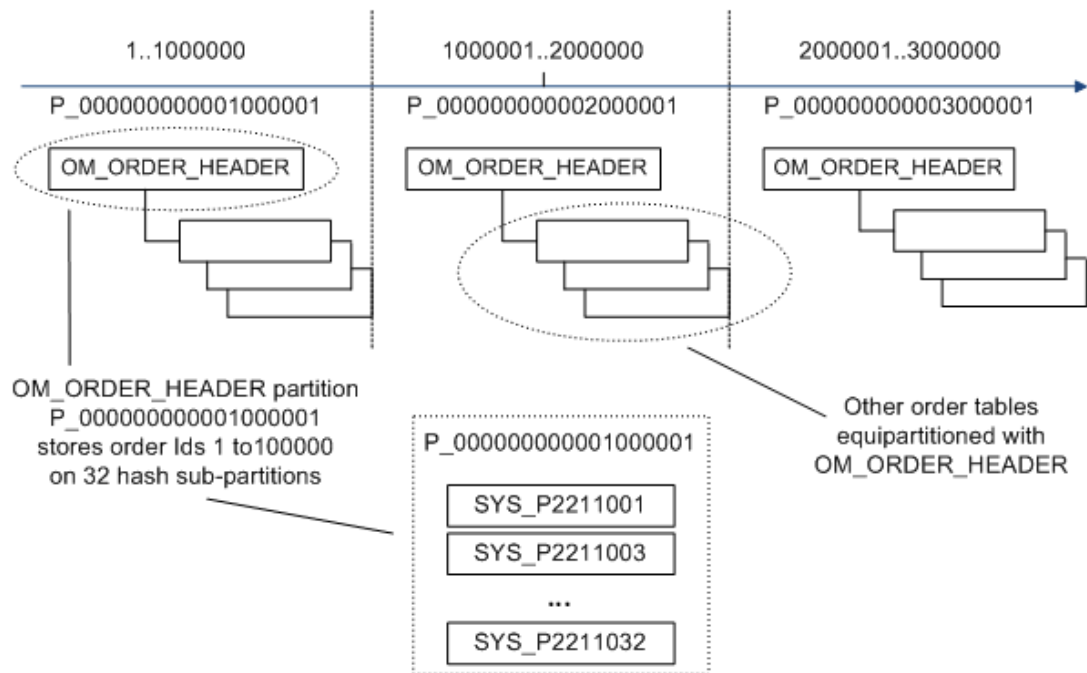 1..1000000
1000001..2000000
2000001..3000000
P_000000000001000001
P_000000000002000001
P_000000000003000001
OM_ORDER_HEADER
OM_ORDER_HEADER
OM_ORDER_HEADER
OM_ORDER_HEADER partition
P_000000000001000001
stores order Ids 1 to100000
on 32 hash sub-partitions
P_000000000001000001
SYS_P2211001
SYS_P2211003
...
SYS_P2211032
Other order tables
equipartitioned with
OM_ORDER_HEADER